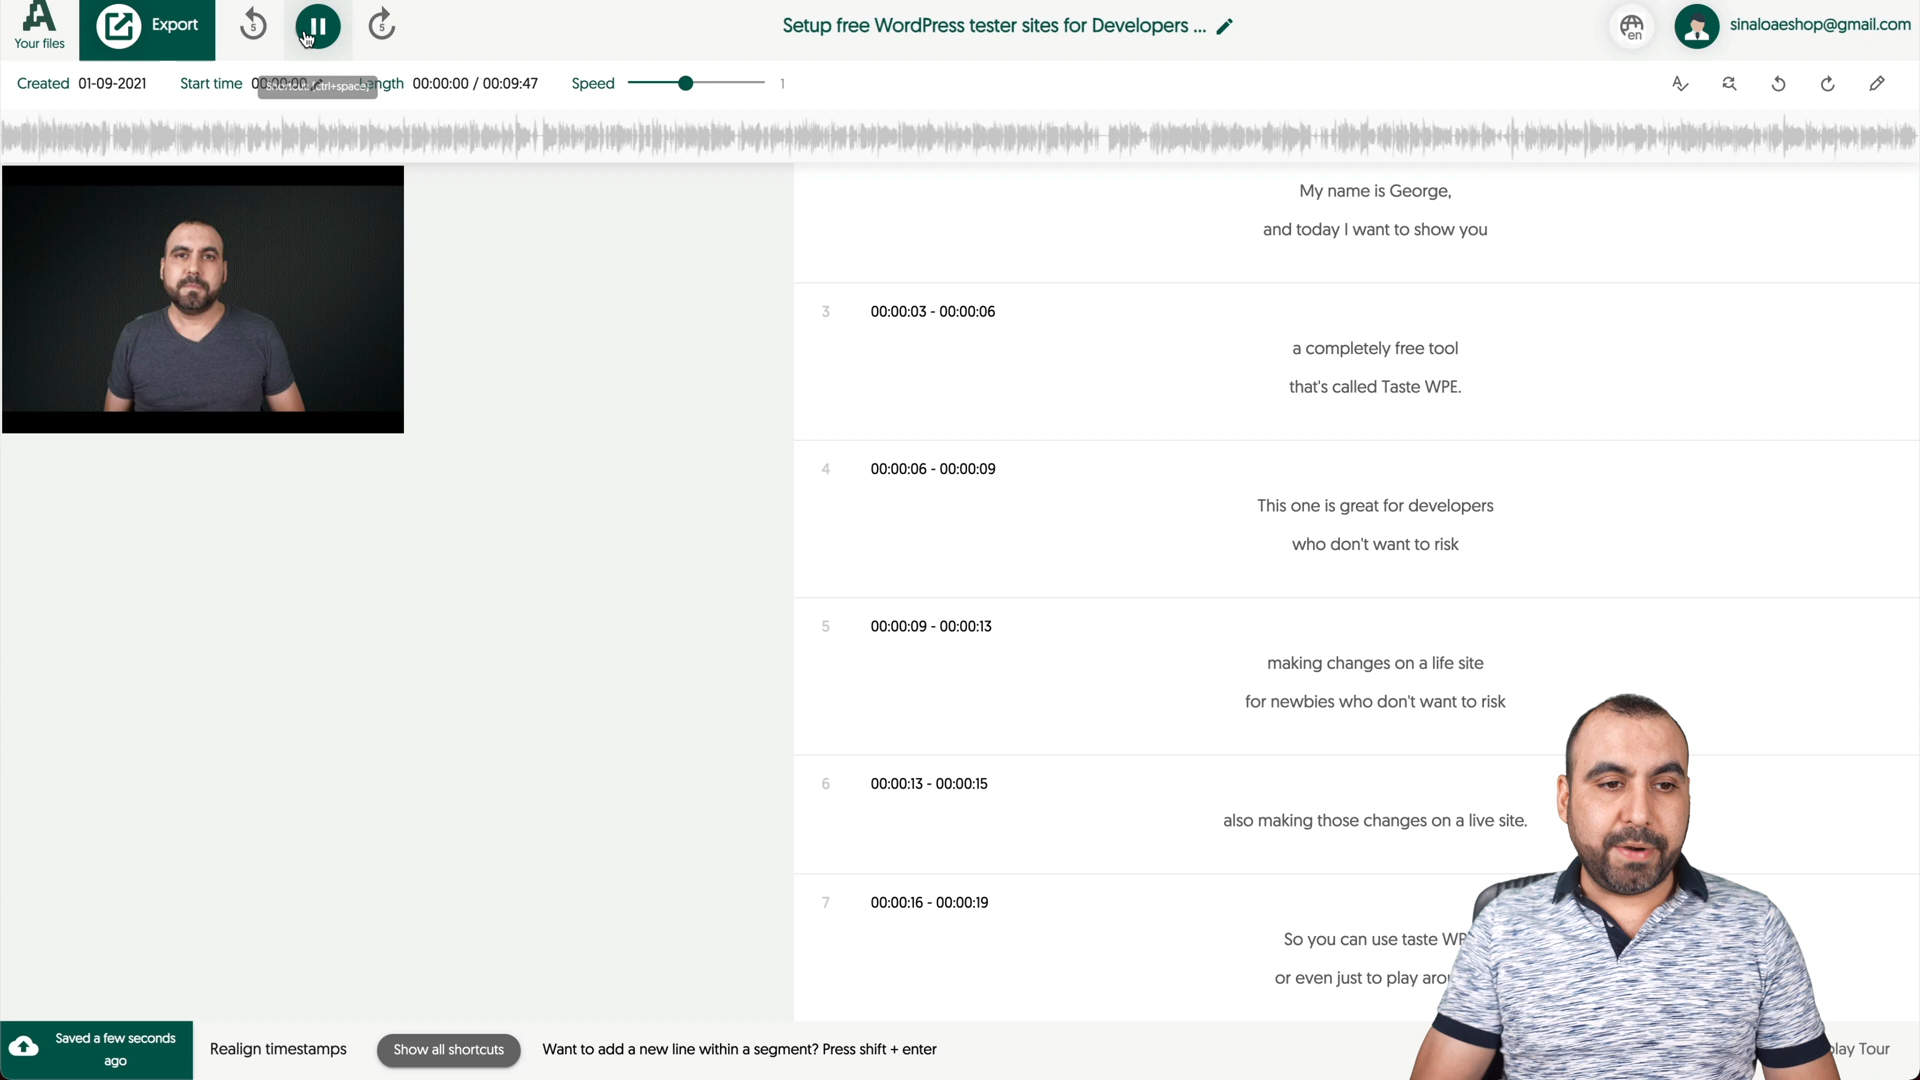 Your files
Export
5
5
Setup free WordPress tester sites for Developers ...
en
sinaloaeshop@gmail.com
Created 01-09-2021
Start time 00:00:00
Length 00:00:00 / 00:09:47
Speed
1
My name is George,
and today I want to show you
3 00:00:03 - 00:00:06
a completely free tool
that's called Taste WPE.
4 00:00:06 - 00:00:09
This one is great for developers
who don't want to risk
5 00:00:09 - 00:00:13
making changes on a life site
for newbies who don't want to risk
6 00:00:13 - 00:00:15
also making those changes on a live site.
7 00:00:16 - 00:00:19
So you can use taste
or even just to play
Saved a few seconds
ago
Realign timestamps
Show all shortcuts
Want to add a new line within a segment? Press shift + enter
Tour